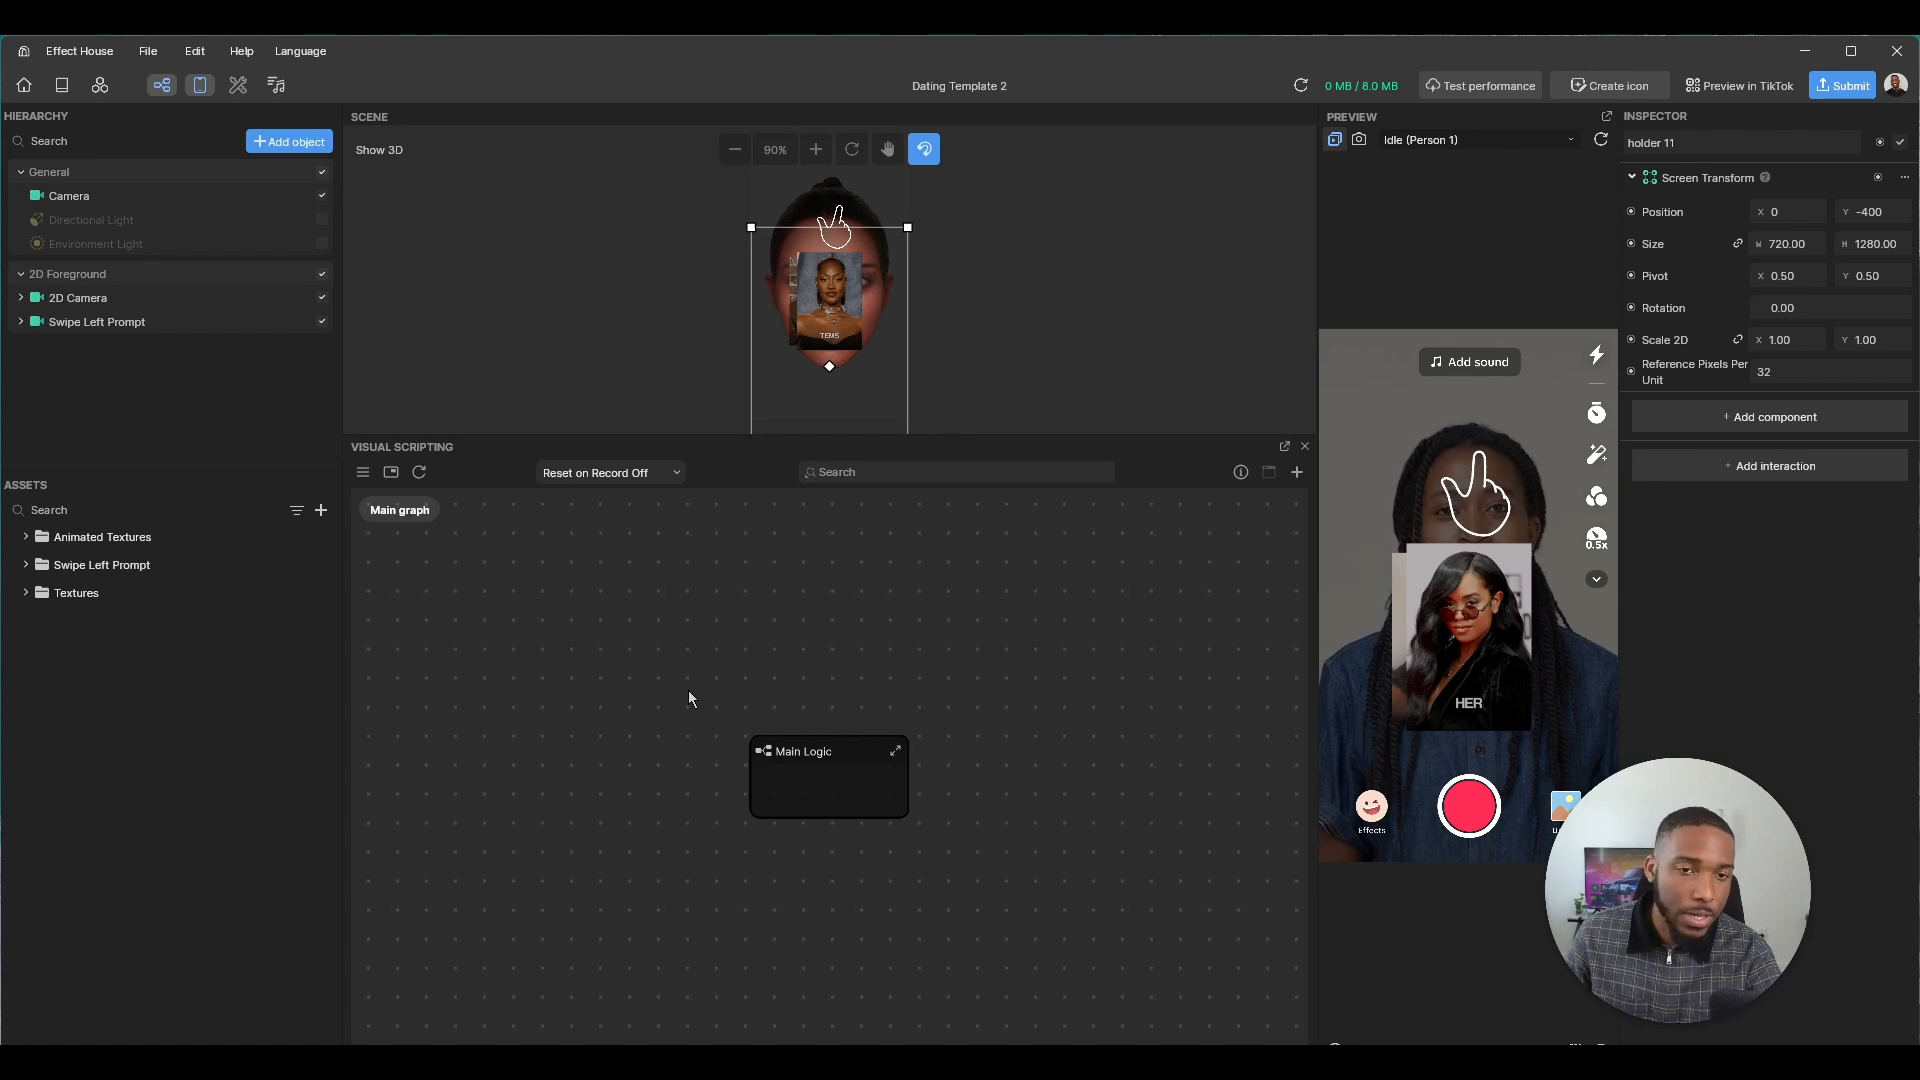 Effect House
File
Edit
Help
Language
Dating Template 2
0 MB / 8.0 MB
Test performance
Create icon
Preview in TikTok
Submit
HIERARCHY
Search
Add object
General
Camera
Directional Light
Environment Light
2D Foreground
2D Camera
Swipe Left Prompt
ASSETS
Search
Animated Textures
Swipe Left Prompt
Textures
SCENE
Show 3D
90%
TEMS
VISUAL SCRIPTING
Reset on Record Off
Search
Main graph
Main Logic
PREVIEW
Idle (Person 1)
Add sound
0.5x
HER
Effects
INSPECTOR
holder 11
Screen Transform
Position X 0 Y -400
Size W 720.00 H 1280.00
Pivot X 0.50 Y 0.50
Rotation 0.00
Scale 2D X 1.00 Y 1.00
Reference Pixels Per
Unit 32
+ Add component
+ Add interaction